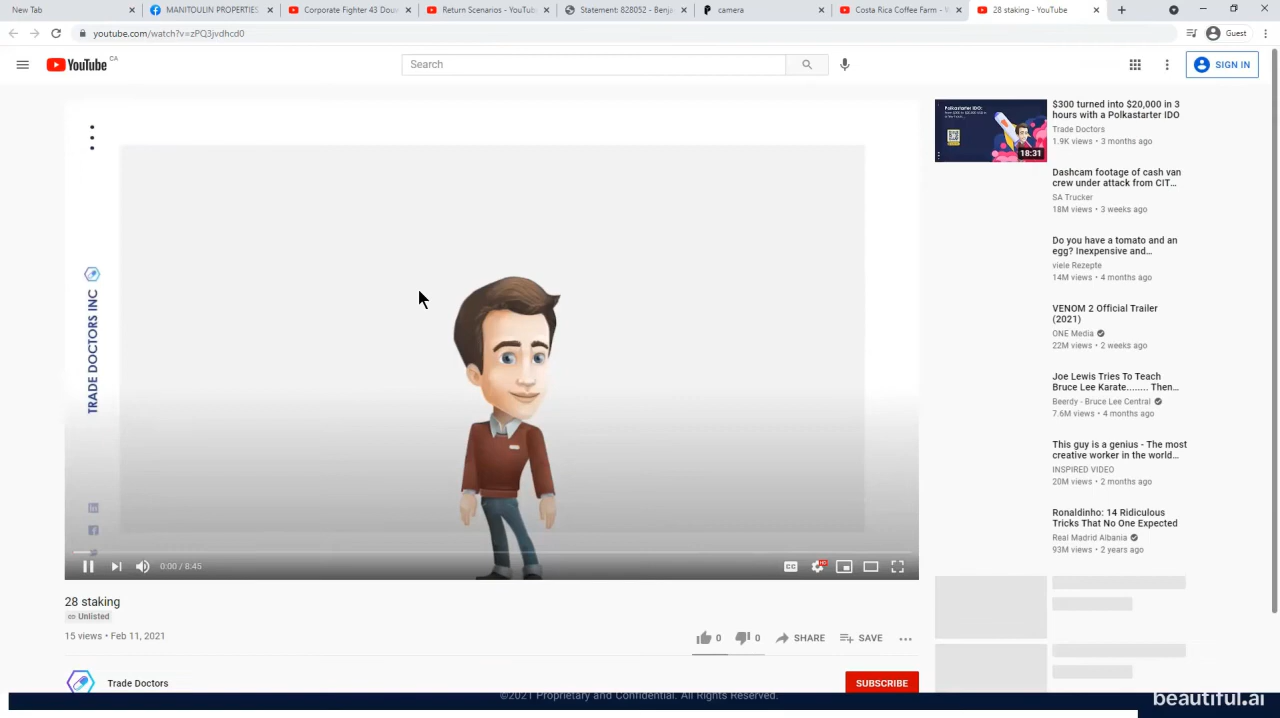 New Tab
MANITOULIN PROPERTIES
Corporate Fighter 43 Douv
Return Scenarios - YouTube
Statement: 828052 - Benja
camera
Costa Rica Coffee Farm - W
28 staking - YouTube
youtube.com/watch?v=zPQ3jvdhcd0
Guest
YouTube CA
Search
SIGN IN
TRADE DOCTORS INC
0:00 / 8:45
CC
HD
28 staking
Unlisted
15 views • Feb 11, 2021
0
0
SHARE
SAVE
Trade Doctors
SUBSCRIBE
Polkastarter IDO:
18:31
$300 turned into $20,000 in 3
hours with a Polkastarter IDO
Trade Doctors
1.9K views • 3 months ago
Dashcam footage of cash van
crew under attack from CIT...
SA Trucker
18M views • 3 weeks ago
Do you have a tomato and an
egg? Inexpensive and...
viele Rezepte
14M views • 4 months ago
VENOM 2 Official Trailer
(2021)
ONE Media
22M views • 2 weeks ago
Joe Lewis Tries To Teach
Bruce Lee Karate........ Then...
Beerdy - Bruce Lee Central
7.6M views • 4 months ago
This guy is a genius - The most
creative worker in the world...
INSPIRED VIDEO
20M views • 2 months ago
Ronaldinho: 14 Ridiculous
Tricks That No One Expected
Real Madrid Albania
93M views • 2 years ago
©2021 Proprietary and Confidential. All Rights Reserved.
beautiful.ai